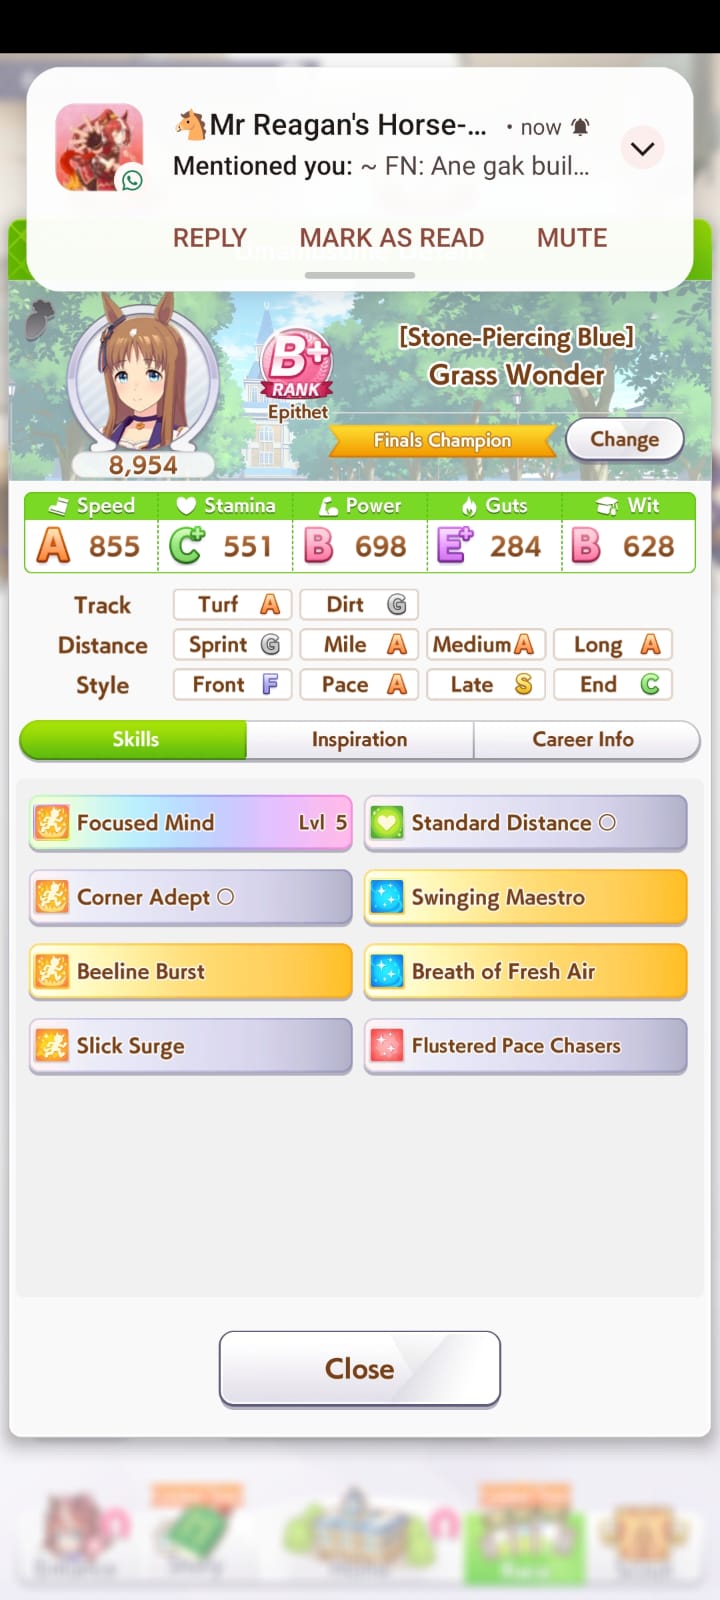 🐴Mr Reagan's Horse-... • now
Mentioned you: ~ FN: Ane gak buil...
REPLY MARK AS READ MUTE
Umamusume Details
[Stone-Piercing Blue]
Grass Wonder
B+
RANK
Epithet
Finals Champion
Change
8,954
Speed Stamina Power Guts Wit
A 855 C+ 551 B 698 E+ 284 B 628
Track Turf A Dirt G
Distance Sprint G Mile A Medium A Long A
Style Front F Pace A Late S End C
Skills Inspiration Career Info
Focused Mind Lvl 5 Standard Distance ○
Corner Adept ○ Swinging Maestro
Beeline Burst Breath of Fresh Air
Slick Surge Flustered Pace Chasers
Close